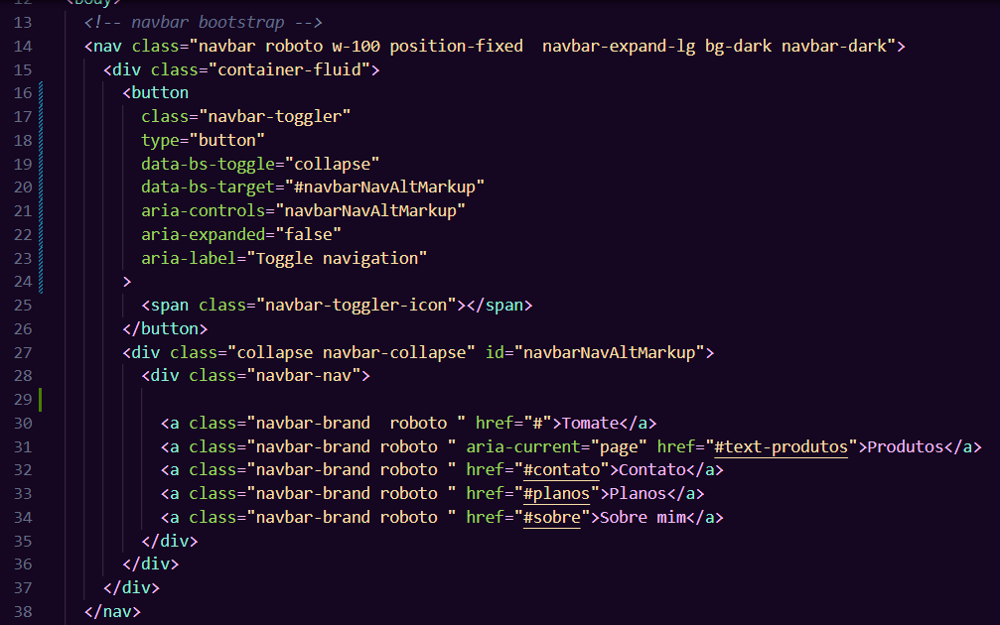 12 <body>
13 <!-- navbar bootstrap -->
14 <nav class="navbar roboto w-100 position-fixed  navbar-expand-lg bg-dark navbar-dark">
15 <div class="container-fluid">
16 <button
17 class="navbar-toggler"
18 type="button"
19 data-bs-toggle="collapse"
20 data-bs-target="#navbarNavAltMarkup"
21 aria-controls="navbarNavAltMarkup"
22 aria-expanded="false"
23 aria-label="Toggle navigation"
24 >
25 <span class="navbar-toggler-icon"></span>
26 </button>
27 <div class="collapse navbar-collapse" id="navbarNavAltMarkup">
28 <div class="navbar-nav">
29
30 <a class="navbar-brand  roboto " href="#">Tomate</a>
31 <a class="navbar-brand roboto " aria-current="page" href="#text-produtos">Produtos</a>
32 <a class="navbar-brand roboto " href="#contato">Contato</a>
33 <a class="navbar-brand roboto " href="#planos">Planos</a>
34 <a class="navbar-brand roboto " href="#sobre">Sobre mim</a>
35 </div>
36 </div>
37 </div>
38 </nav>